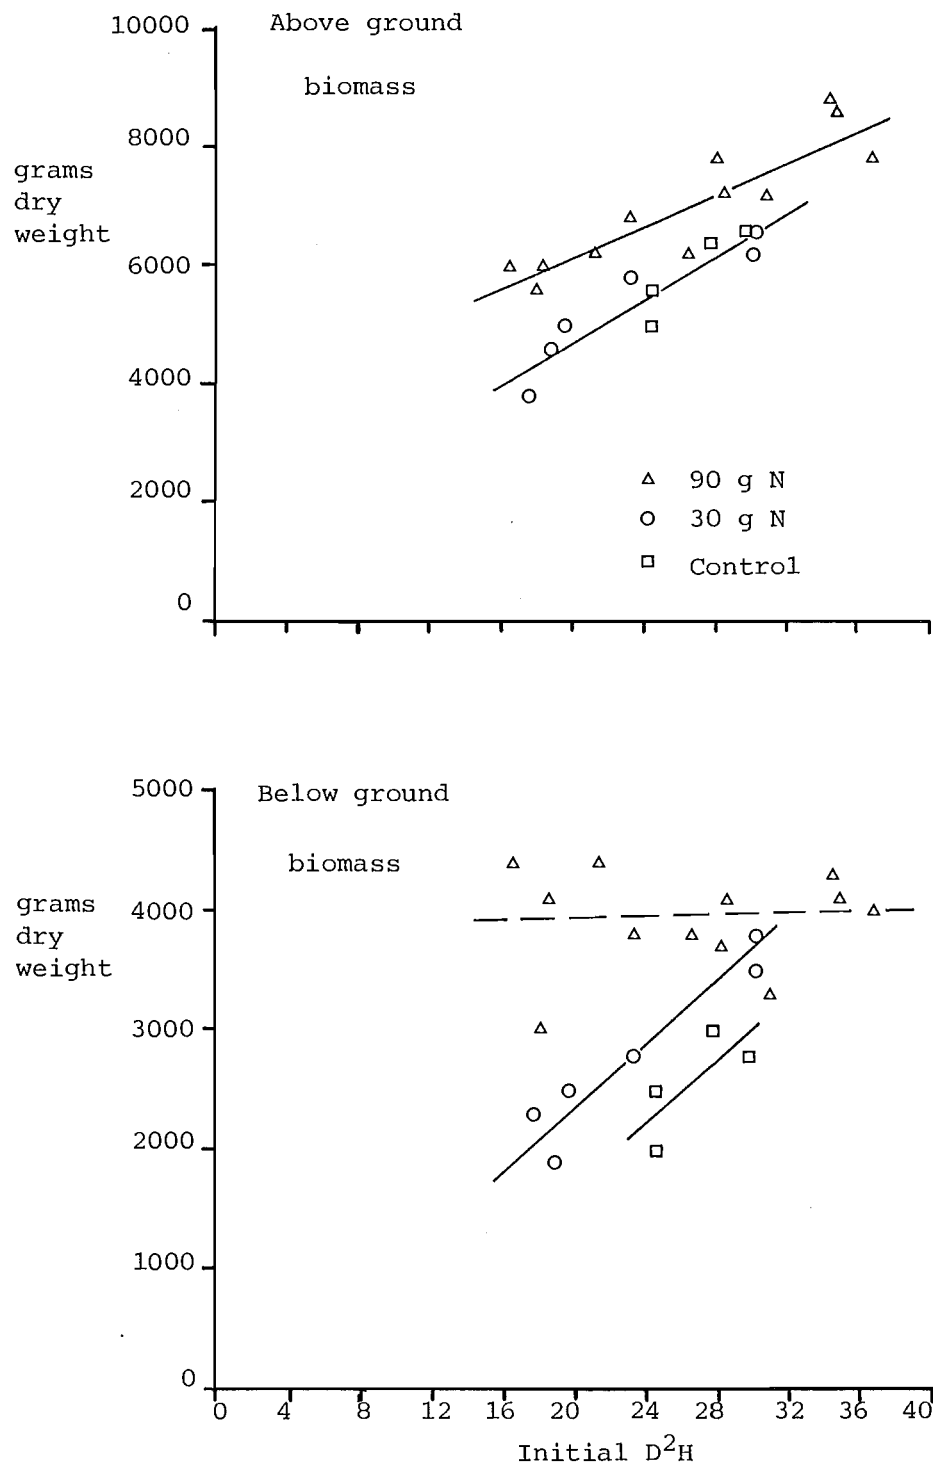 Above ground
biomass
10000
8000
6000
4000
2000
0
grams
dry
weight
90 g N
30 g N
Control
Below ground
biomass
5000
4000
3000
2000
1000
0
grams
dry
weight
0 4 8 12 16 20 24 28 32 36 40
Initial D²H